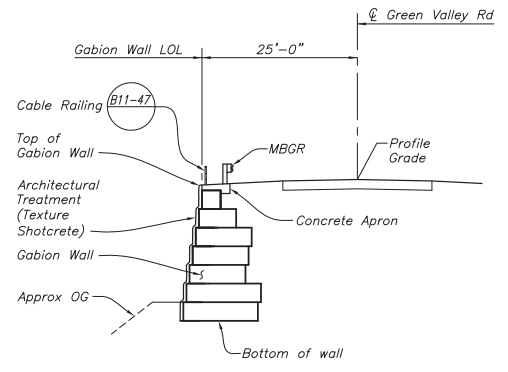 ℄ Green Valley Rd
Gabion Wall LOL
25'-0"
Cable Railing
B11-47
MBGR
Profile
Grade
Top of
Gabion Wall
Architectural
Treatment
(Texture
Shotcrete)
Concrete Apron
Gabion Wall
Approx OG
Bottom of wall